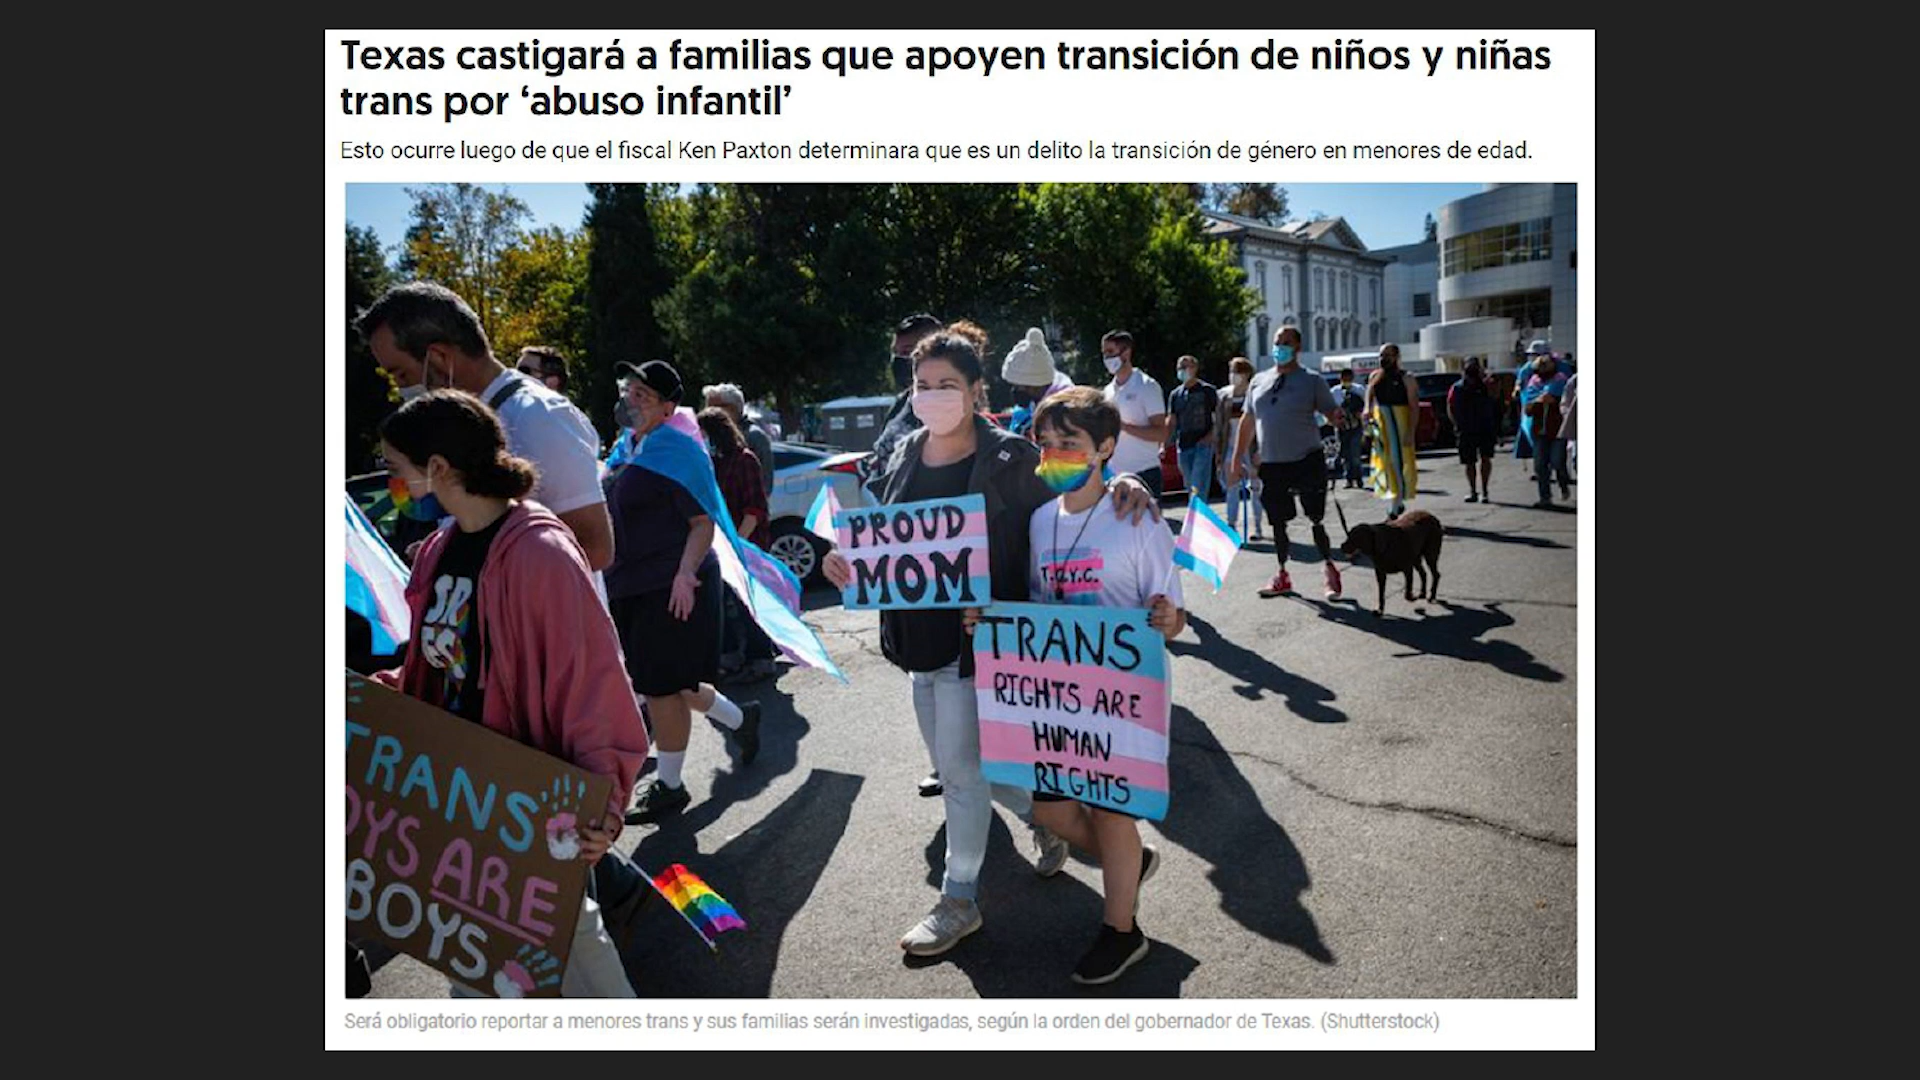 Texas castigará a familias que apoyen transición de niños y niñas
trans por ‘abuso infantil’
Esto ocurre luego de que el fiscal Ken Paxton determinara que es un delito la transición de género en menores de edad.
PROUD
MOM
T.Q.Y.C.
TRANS
RIGHTS ARE
HUMAN
RIGHTS
TRANS
ARE
BOYS
Será obligatorio reportar a menores trans y sus familias serán investigadas, según la orden del gobernador de Texas. (Shutterstock)